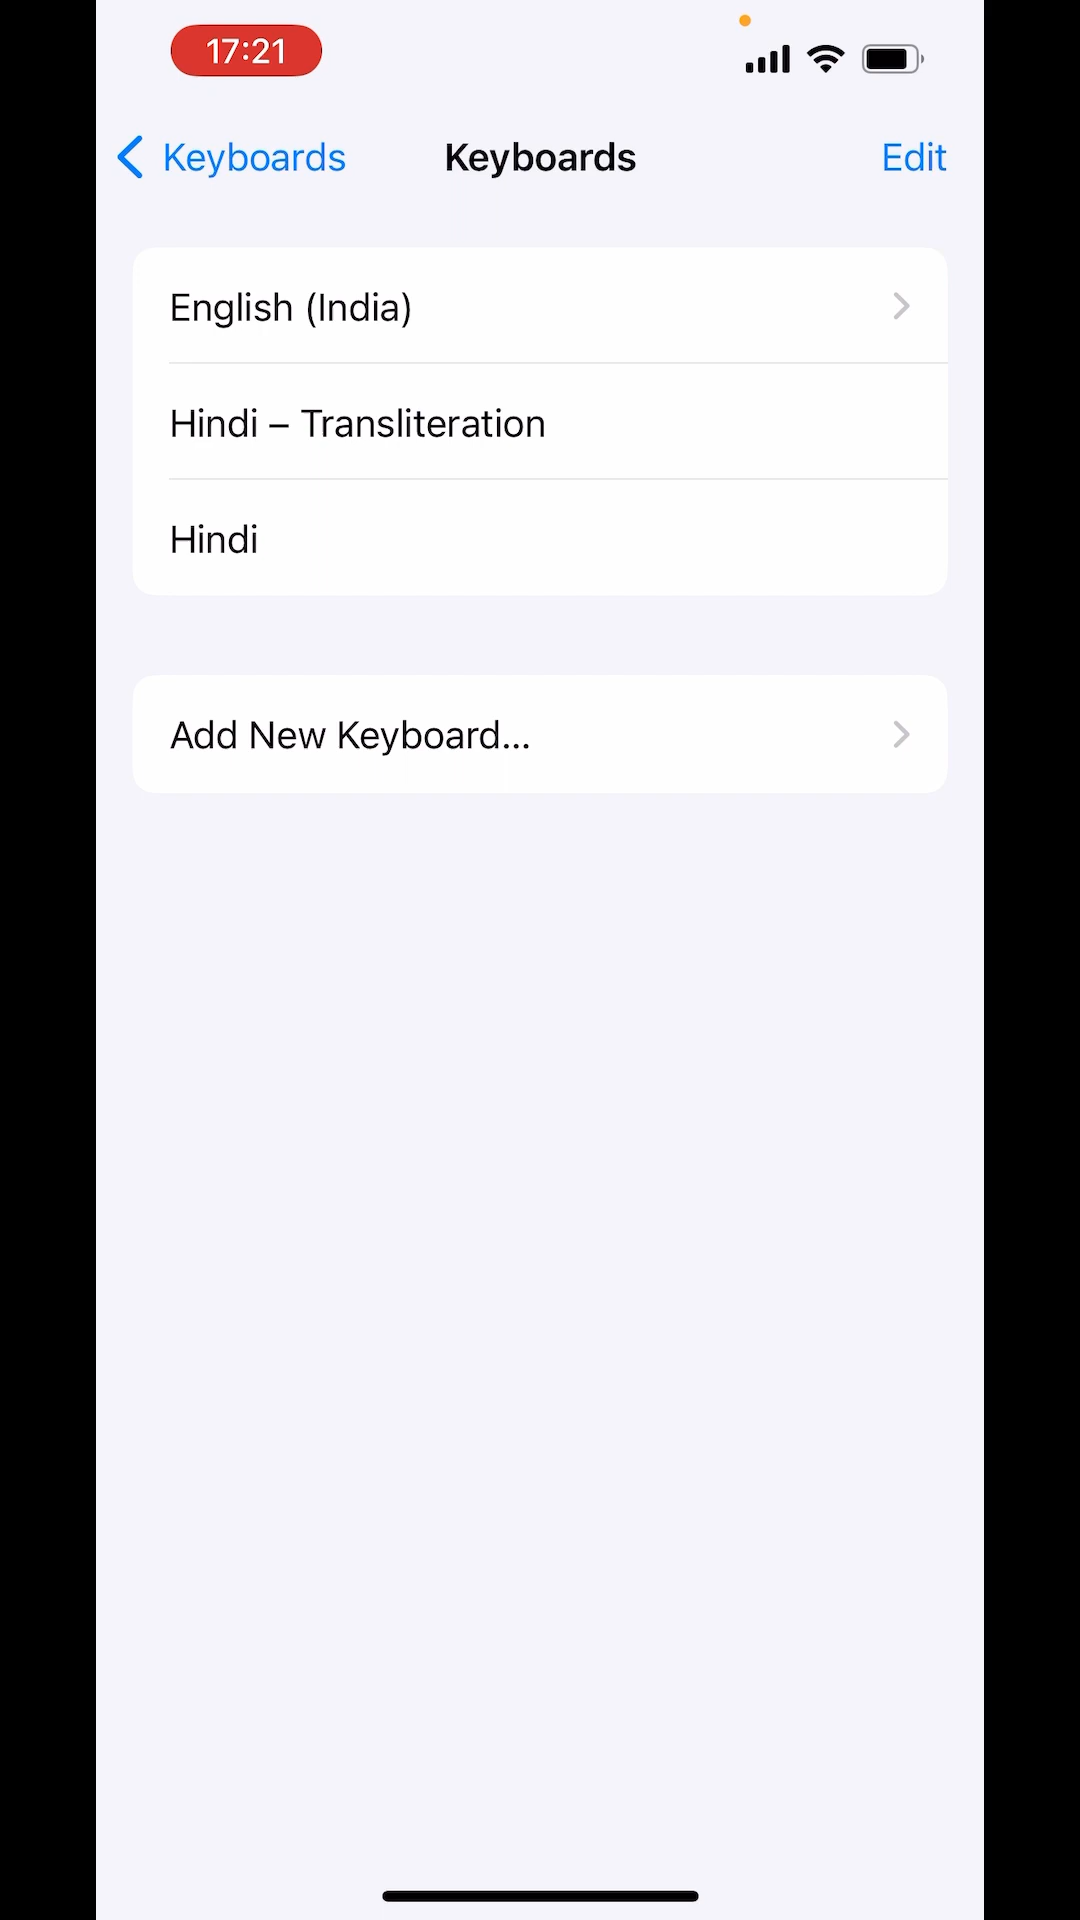 17:21
Keyboards
Keyboards
Edit
English (India)
Hindi – Transliteration
Hindi
Add New Keyboard...